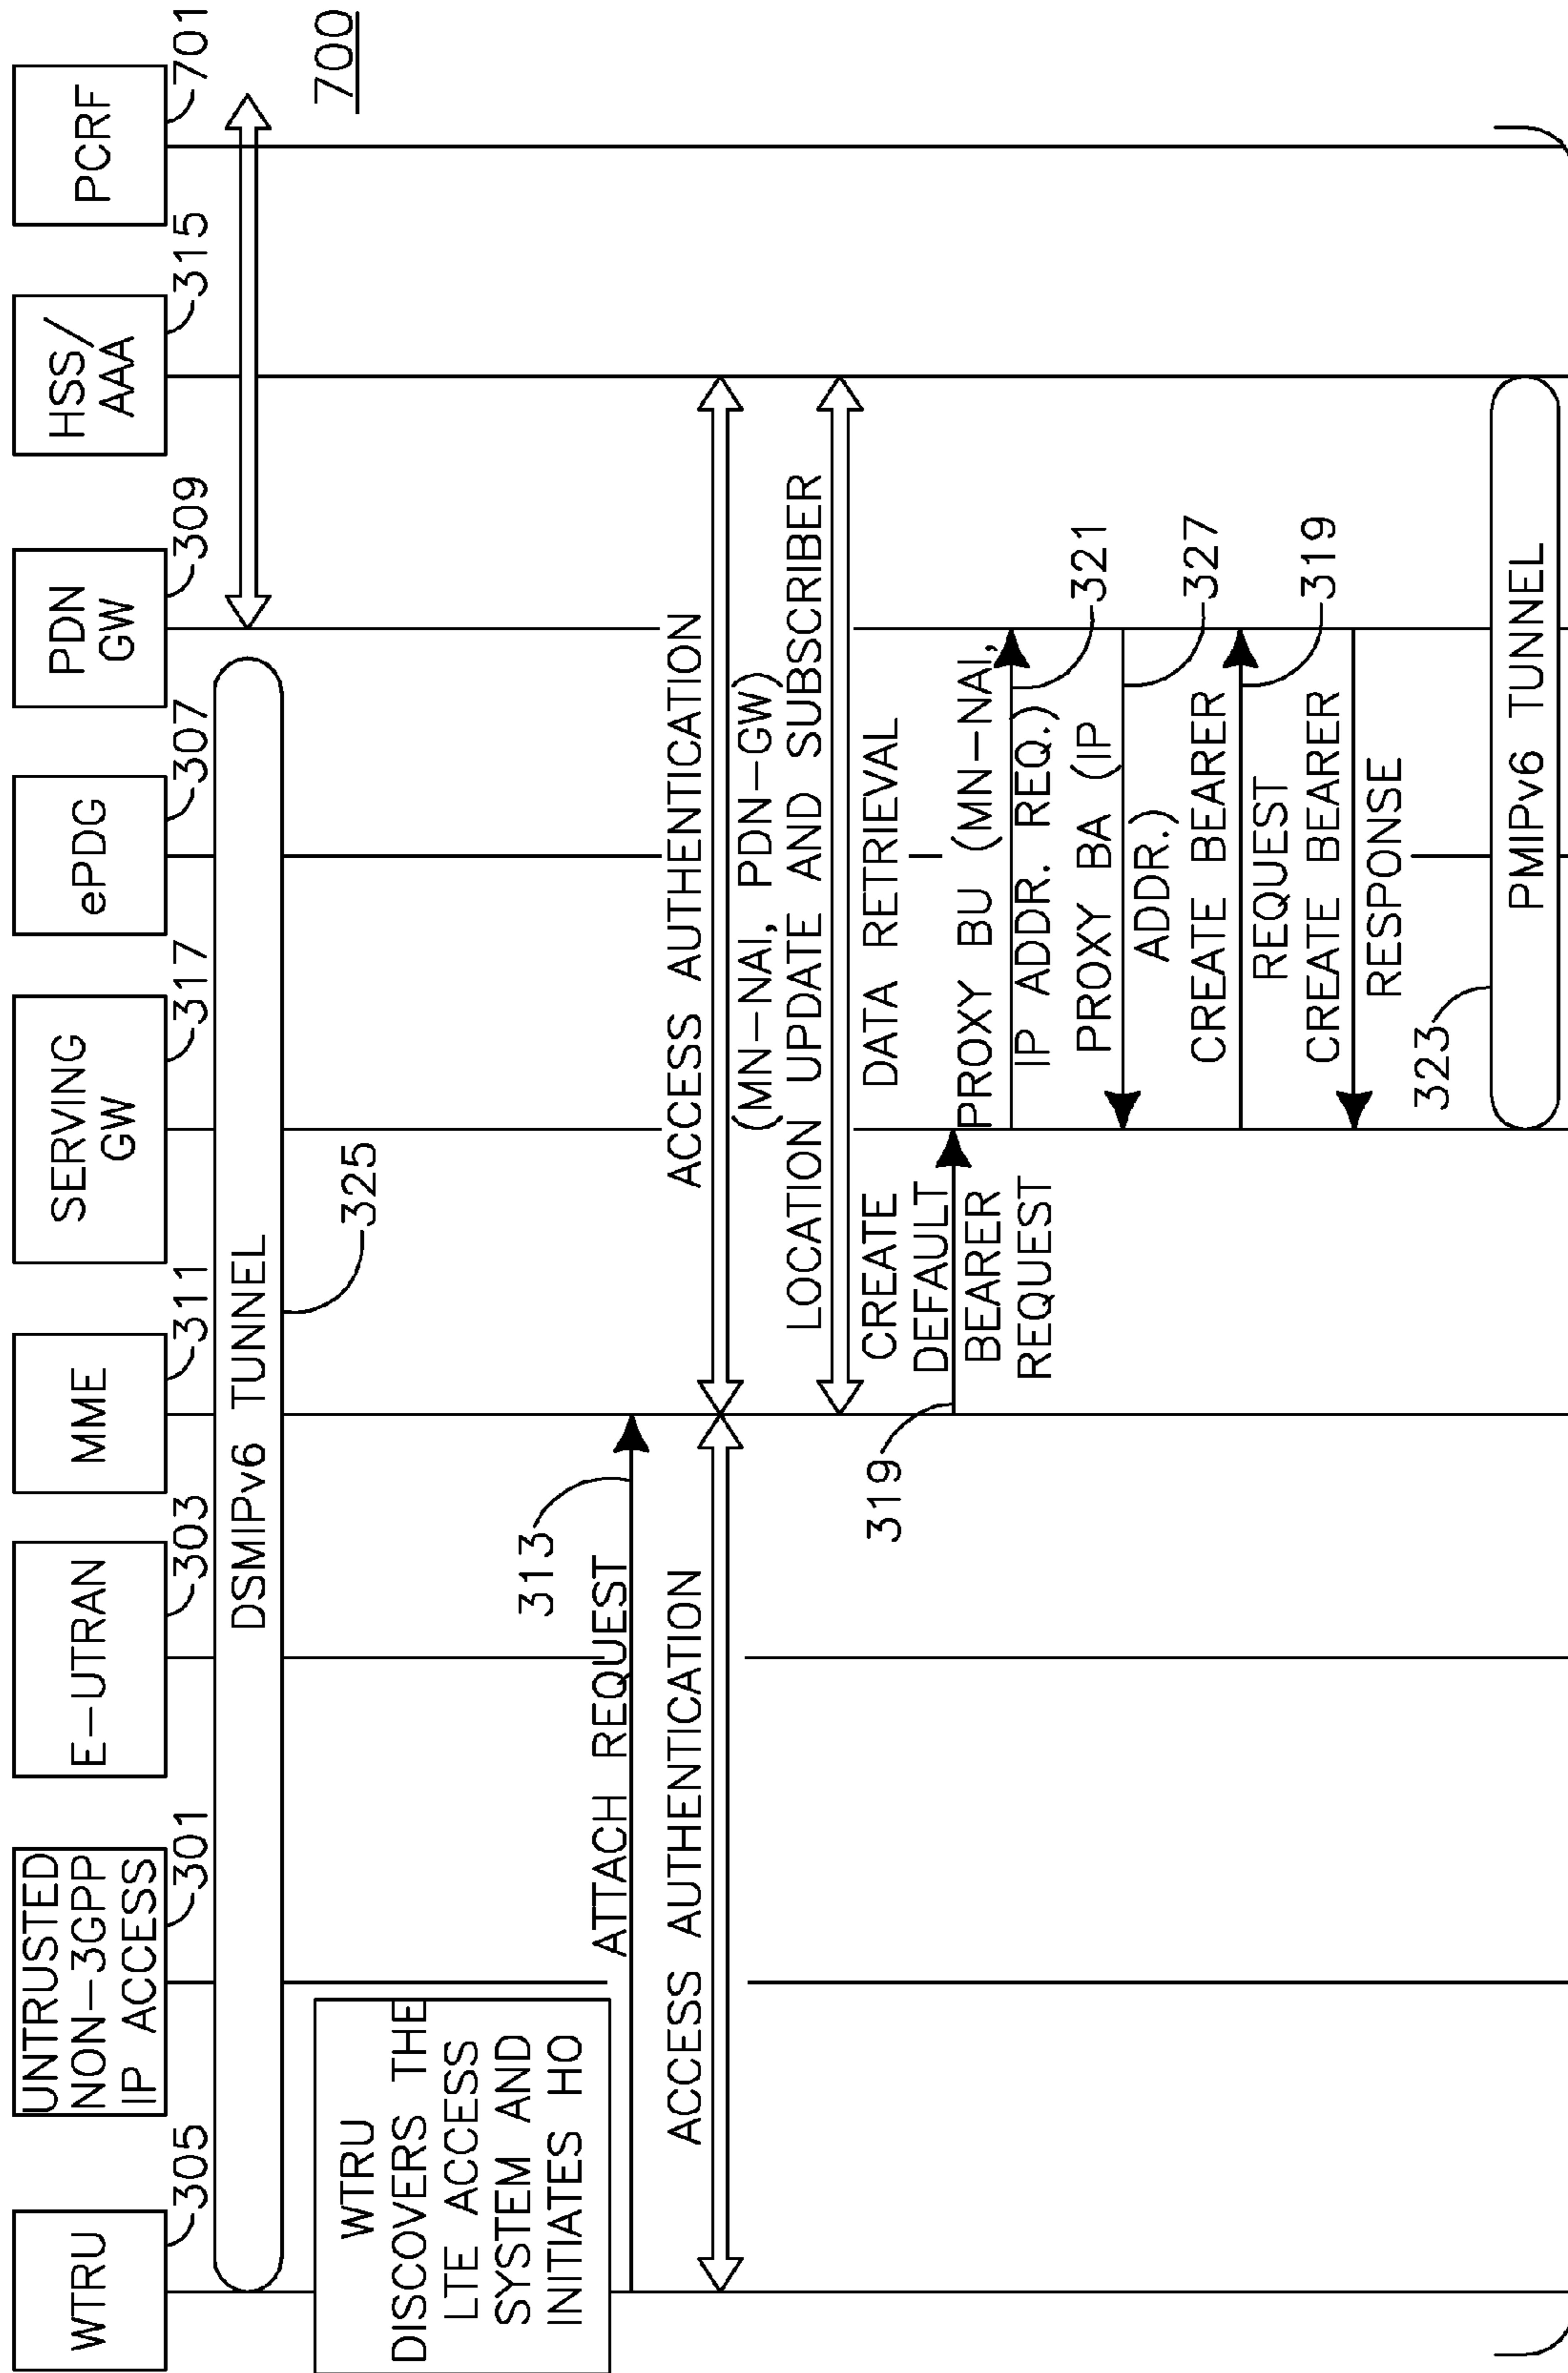 WTRU
305
UNTRUSTED
NON-3GPP
IP ACCESS
301
E-UTRAN
303
MME
311
SERVING
GW
317
ePDG
307
PDN
GW
309
HSS/
AAA
315
PCRF
701
700
DSMIPv6 TUNNEL
325
WTRU
DISCOVERS THE
LTE ACCESS
SYSTEM AND
INITIATES HO
313
ATTACH REQUEST
ACCESS AUTHENTICATION
ACCESS AUTHENTICATION
(MN-NAI, PDN-GW)
LOCATION UPDATE AND SUBSCRIBER
DATA RETRIEVAL
319
CREATE
DEFAULT
BEARER
REQUEST
PROXY BU (MN-NAI,
IP ADDR. REQ.)
321
PROXY BA (IP
ADDR.)
327
CREATE BEARER
REQUEST
319
CREATE BEARER
RESPONSE
323
PMIPv6 TUNNEL